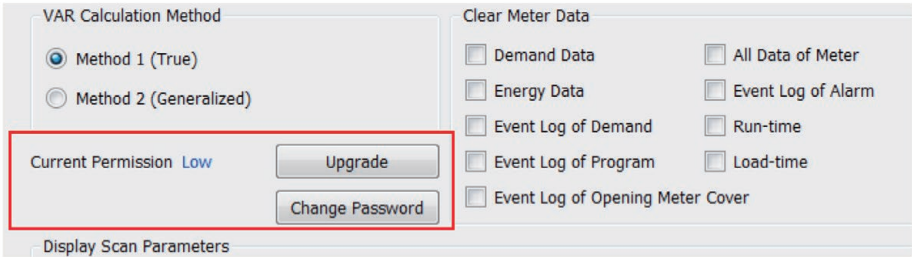 VAR Calculation Method
Method 1 (True)
Method 2 (Generalized)
Current Permission Low
Upgrade
Change Password
Clear Meter Data
Demand Data
All Data of Meter
Energy Data
Event Log of Alarm
Event Log of Demand
Run-time
Event Log of Program
Load-time
Event Log of Opening Meter Cover
Display Scan Parameters